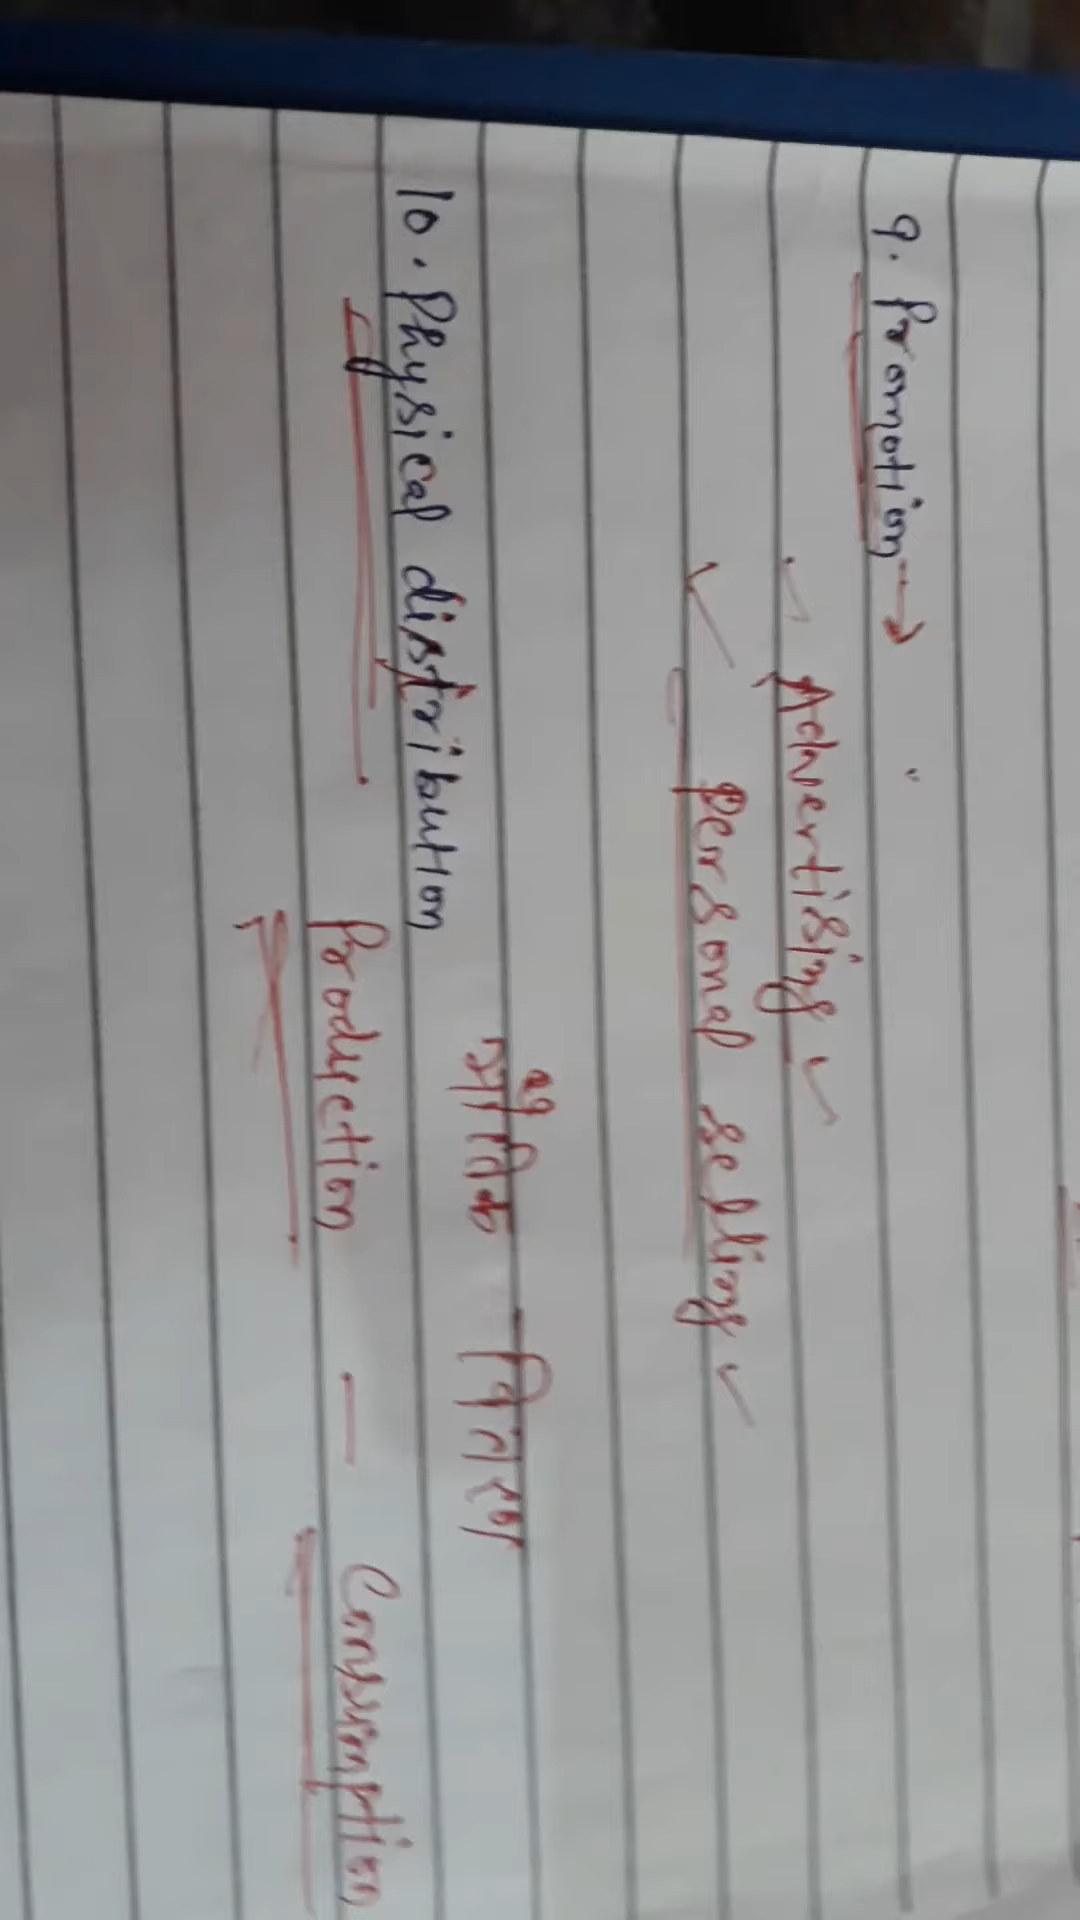 9. Promotion →
Advertising ✓
Personal selling ✓
10. Physical distribution
भौतिक वितरण
Production - Consumption